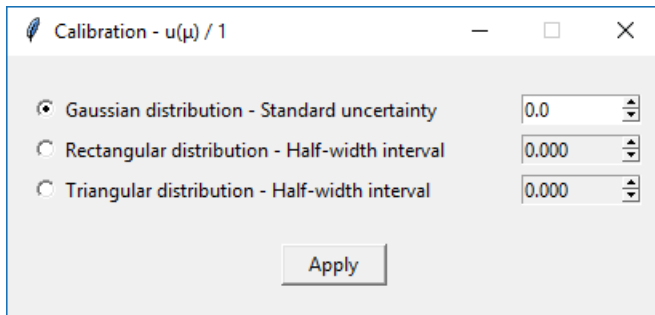 Calibration - u(μ) / 1
Gaussian distribution - Standard uncertainty 0.0
Rectangular distribution - Half-width interval 0.000
Triangular distribution - Half-width interval 0.000
Apply